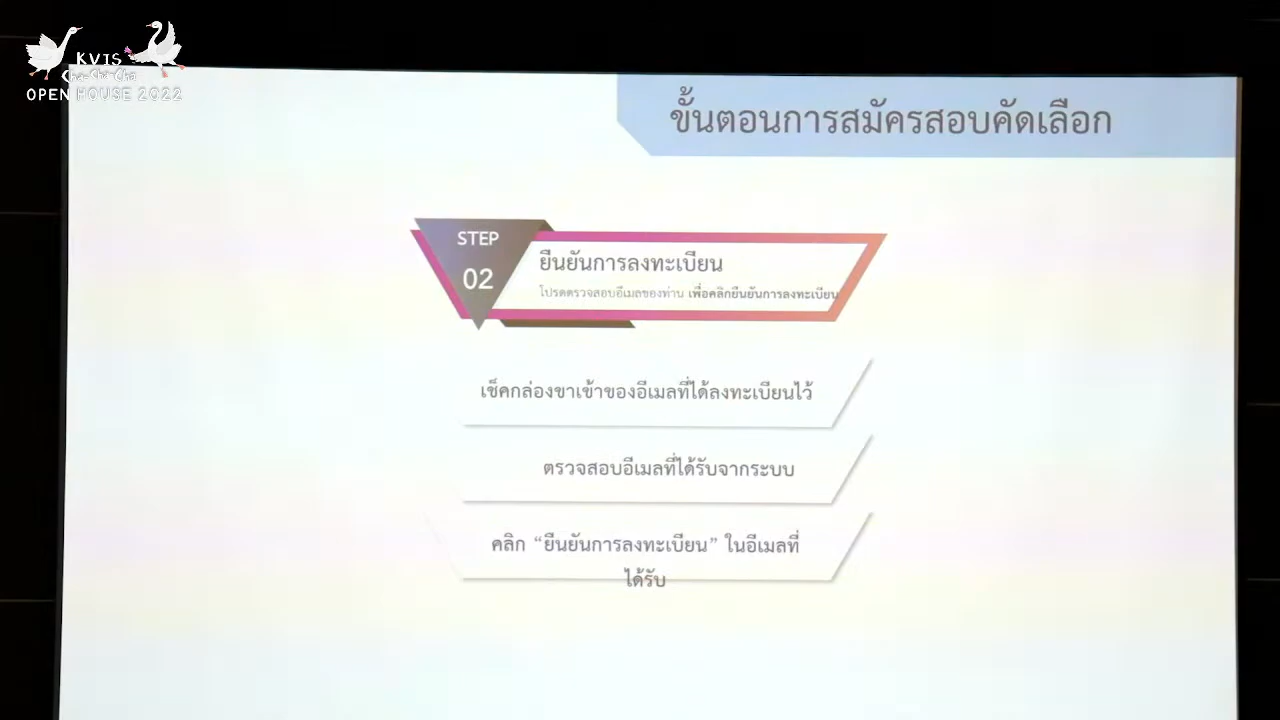 KVIS
Cha-Cha-Cha
OPEN HOUSE 2022
ขั้นตอนการสมัครสอบคัดเลือก
STEP
02
ยืนยันการลงทะเบียน
โปรดตรวจสอบอีเมลของท่าน เพื่อคลิกยืนยันการลงทะเบียน
เช็คกล่องขาเข้าของอีเมลที่ได้ลงทะเบียนไว้
ตรวจสอบอีเมลที่ได้รับจากระบบ
คลิก “ยืนยันการลงทะเบียน” ในอีเมลที่
ได้รับ